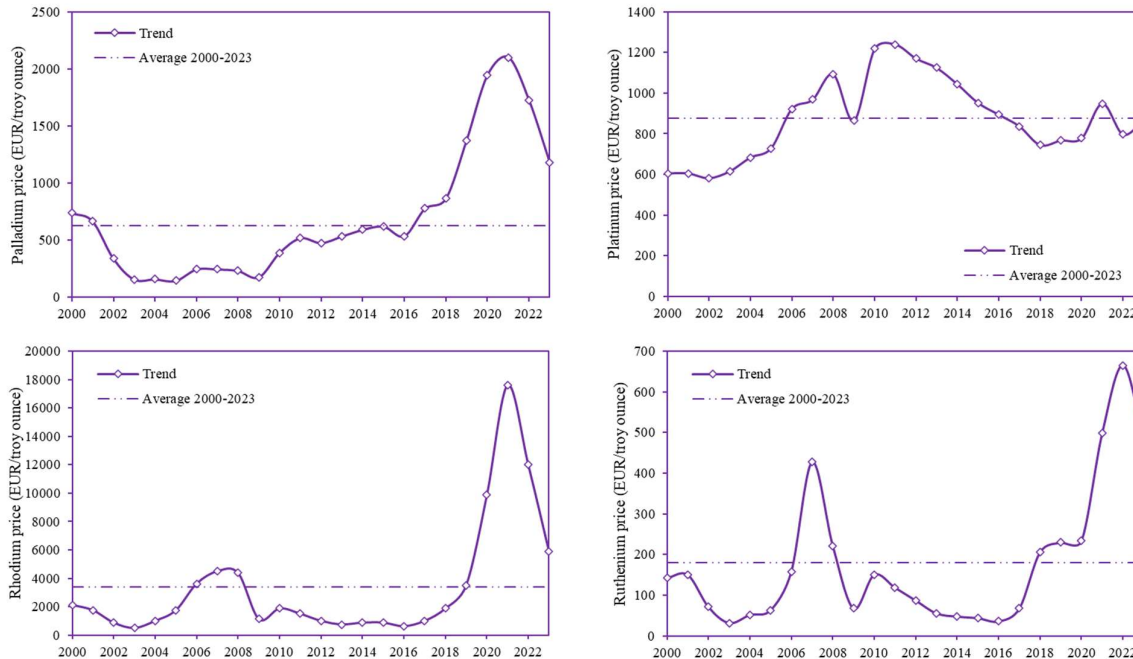 Palladium price (EUR/troy ounce)
2500
2000
1500
1000
500
0
Trend
Average 2000-2023
2000 2002 2004 2006 2008 2010 2012 2014 2016 2018 2020 2022
Platinum price (EUR/troy ounce)
1400
1200
1000
800
600
400
200
0
Trend
Average 2000-2023
2000 2002 2004 2006 2008 2010 2012 2014 2016 2018 2020 2022
Rhodium price (EUR/troy ounce)
20000
18000
16000
14000
12000
10000
8000
6000
4000
2000
0
Trend
Average 2000-2023
2000 2002 2004 2006 2008 2010 2012 2014 2016 2018 2020 2022
Ruthenium price (EUR/troy ounce)
700
600
500
400
300
200
100
0
Trend
Average 2000-2023
2000 2002 2004 2006 2008 2010 2012 2014 2016 2018 2020 2022